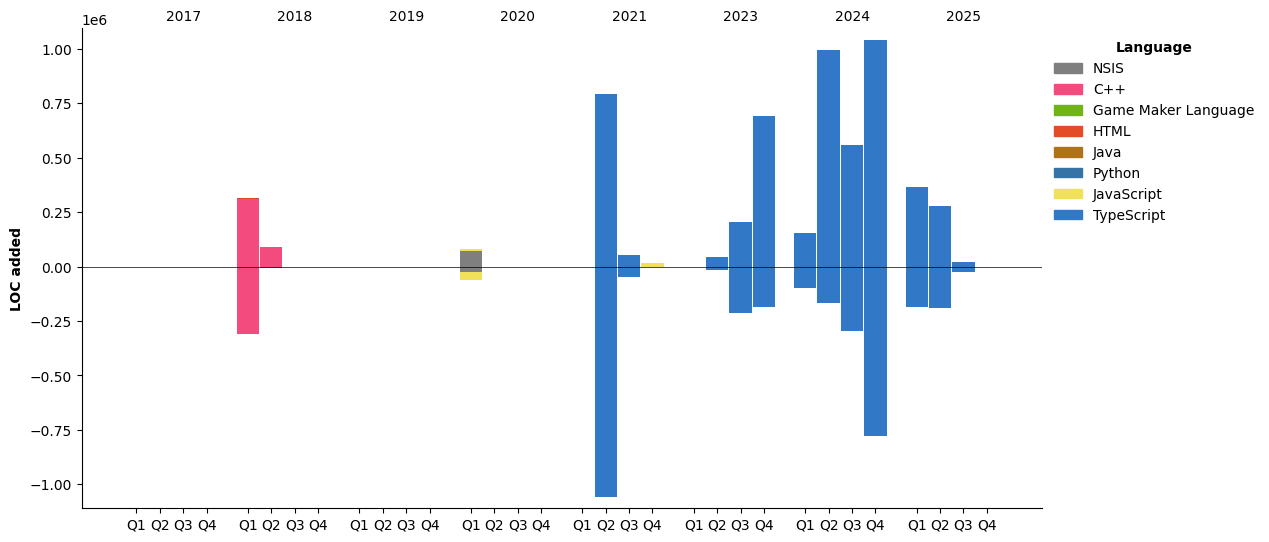 2017 2018 2019 2020 2021 2023 2024 2025
1e6
1.00
0.75
0.50
0.25
0.00
−0.25
−0.50
−0.75
−1.00
LOC added
Q1 Q2 Q3 Q4 Q1 Q2 Q3 Q4 Q1 Q2 Q3 Q4 Q1 Q2 Q3 Q4 Q1 Q2 Q3 Q4 Q1 Q2 Q3 Q4 Q1 Q2 Q3 Q4 Q1 Q2 Q3 Q4
Language
NSIS
C++
Game Maker Language
HTML
Java
Python
JavaScript
TypeScript